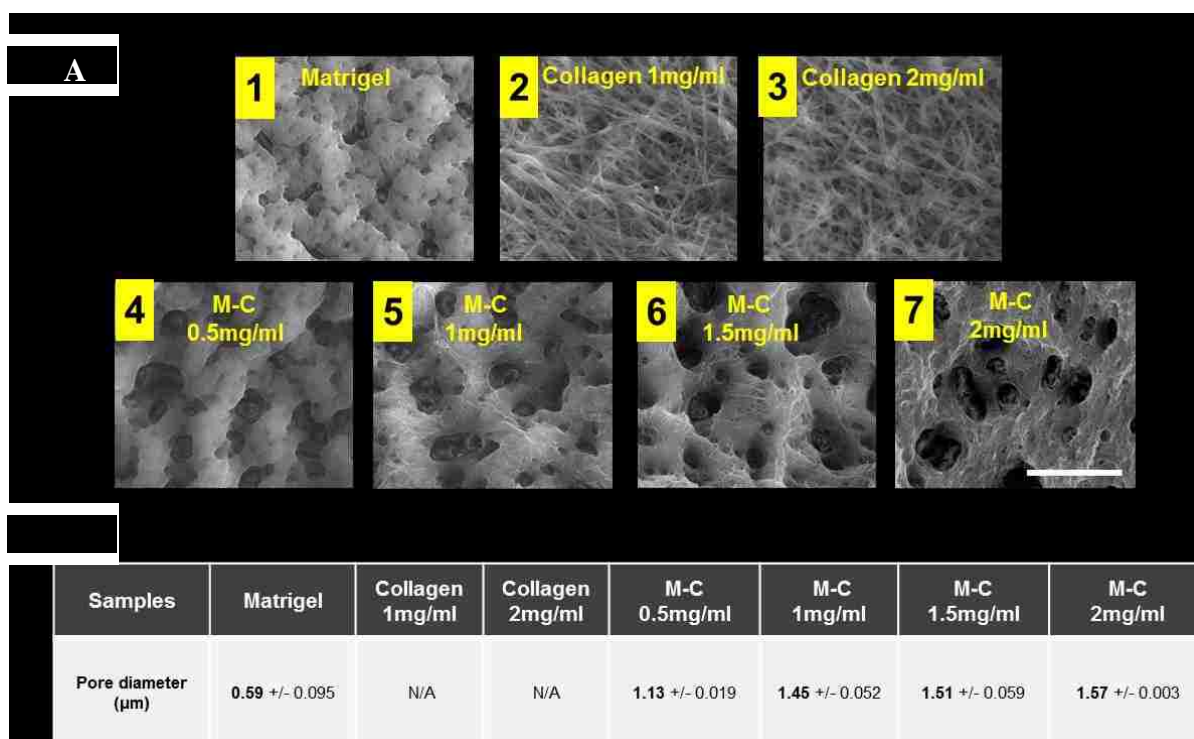 A
1 Matrigel
2 Collagen 1mg/ml
3 Collagen 2mg/ml
4 M-C
0.5mg/ml
5 M-C
1mg/ml
6 M-C
1.5mg/ml
7 M-C
2mg/ml
Samples Matrigel Collagen 1mg/ml Collagen 2mg/ml M-C 0.5mg/ml M-C 1mg/ml M-C 1.5mg/ml M-C 2mg/ml
Pore diameter (µm) 0.59 +/- 0.095 N/A N/A 1.13 +/- 0.019 1.45 +/- 0.052 1.51 +/- 0.059 1.57 +/- 0.003